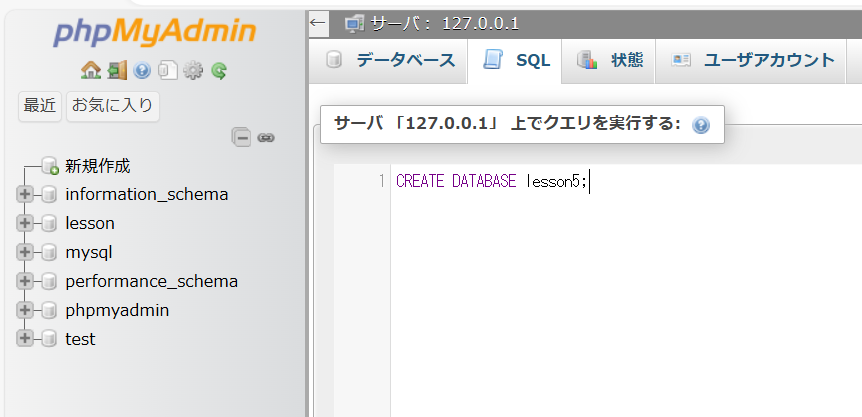 phpMyAdmin
最近 お気に入り
新規作成
information_schema
lesson
mysql
performance_schema
phpmyadmin
test
← サーバ： 127.0.0.1
データベース SQL 状態 ユーザアカウント
サーバ 「127.0.0.1」 上でクエリを実行する:
1 CREATE DATABASE lesson5;